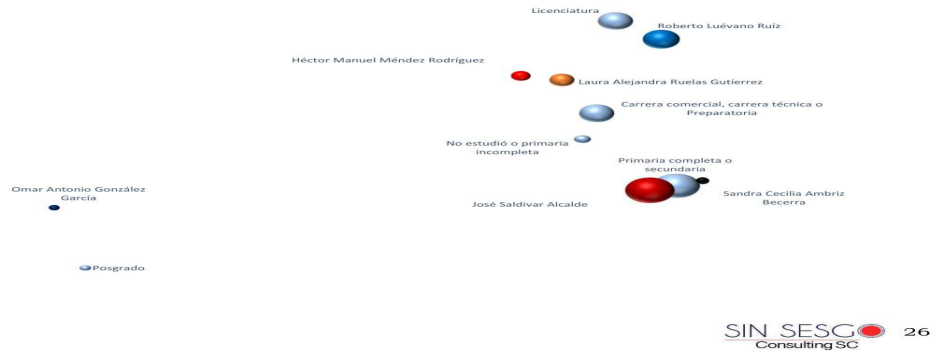 Licenciatura
Roberto Luévano Ruíz
Héctor Manuel Méndez Rodríguez
Laura Alejandra Ruelas Gutíerrez
Carrera comercial, carrera técnica o
Preparatoria
No estudió o primaria
incompleta
Primaria completa o
secundaria
Omar Antonio González
García
Sandra Cecilia Ambriz
Becerra
José Saldivar Alcalde
Posgrado
SIN SESGO
Consulting SC
26